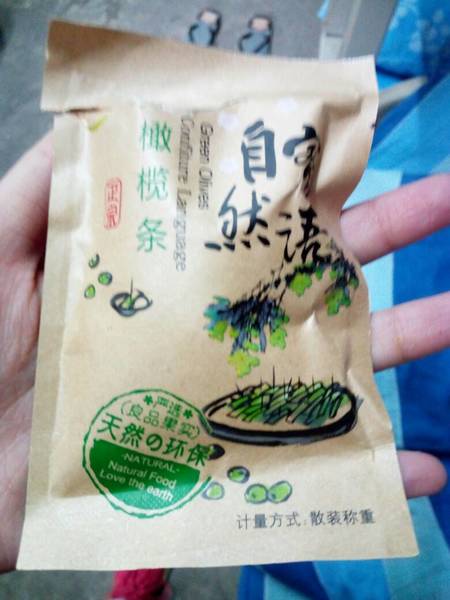 自然
语
Green Olives
Confiture Language
橄榄条
严选
(良品果实)
天然の环保
-NATURAL-
Natural Food
Love the earth
计量方式:散装称重